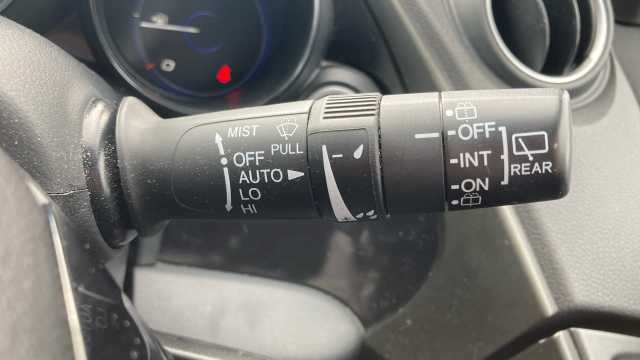 MIST
PULL
OFF
AUTO
LO
HI
OFF
INT
ON
REAR